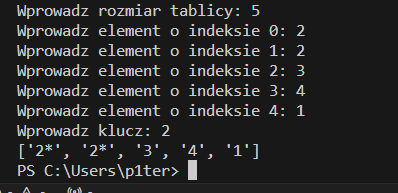 Wprowadz rozmiar tablicy: 5
Wprowadz element o indeksie 0: 2
Wprowadz element o indeksie 1: 2
Wprowadz element o indeksie 2: 3
Wprowadz element o indeksie 3: 4
Wprowadz element o indeksie 4: 1
Wprowadz klucz: 2
['2*', '2*', '3', '4', '1']
PS C:\Users\p1ter>